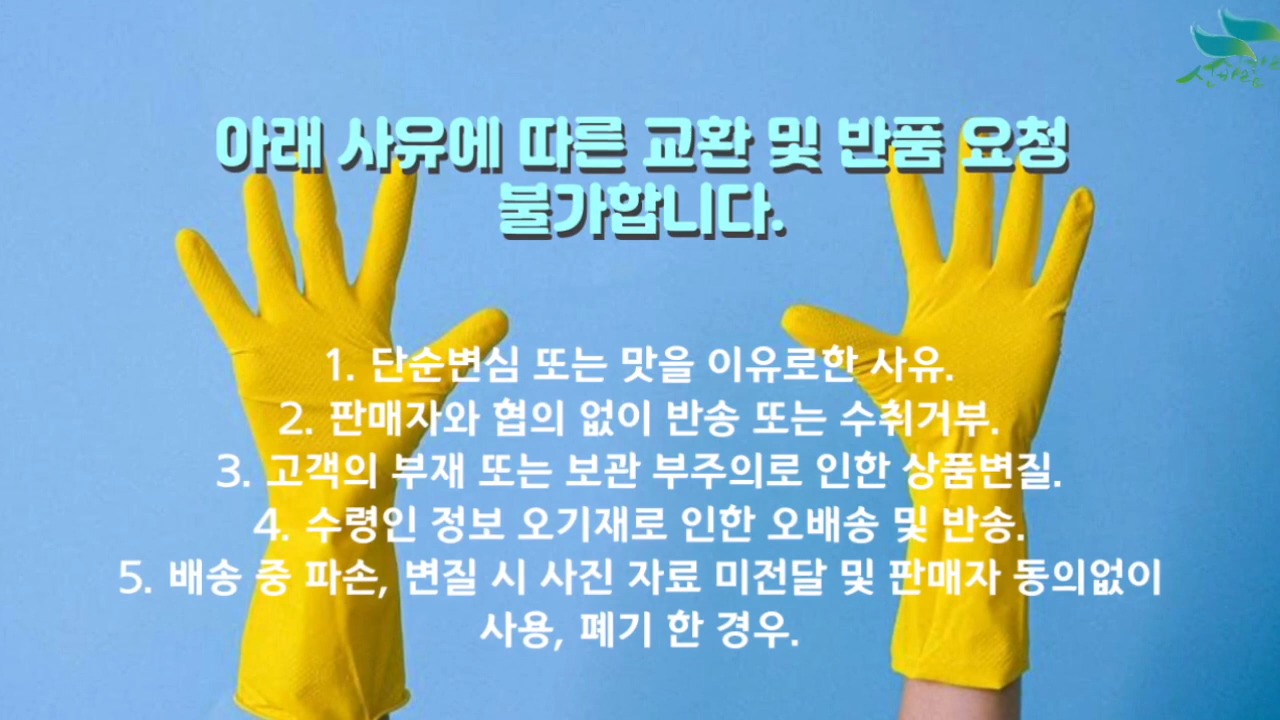 아래 사유에 따른 교환 및 반품 요청
불가합니다.
1. 단순변심 또는 맛을 이유로한 사유.
2. 판매자와 협의 없이 반송 또는 수취거부.
3. 고객의 부재 또는 보관 부주의로 인한 상품변질.
4. 수령인 정보 오기재로 인한 오배송 및 반송.
5. 배송 중 파손, 변질 시 사진 자료 미전달 및 판매자 동의없이
사용, 폐기 한 경우.